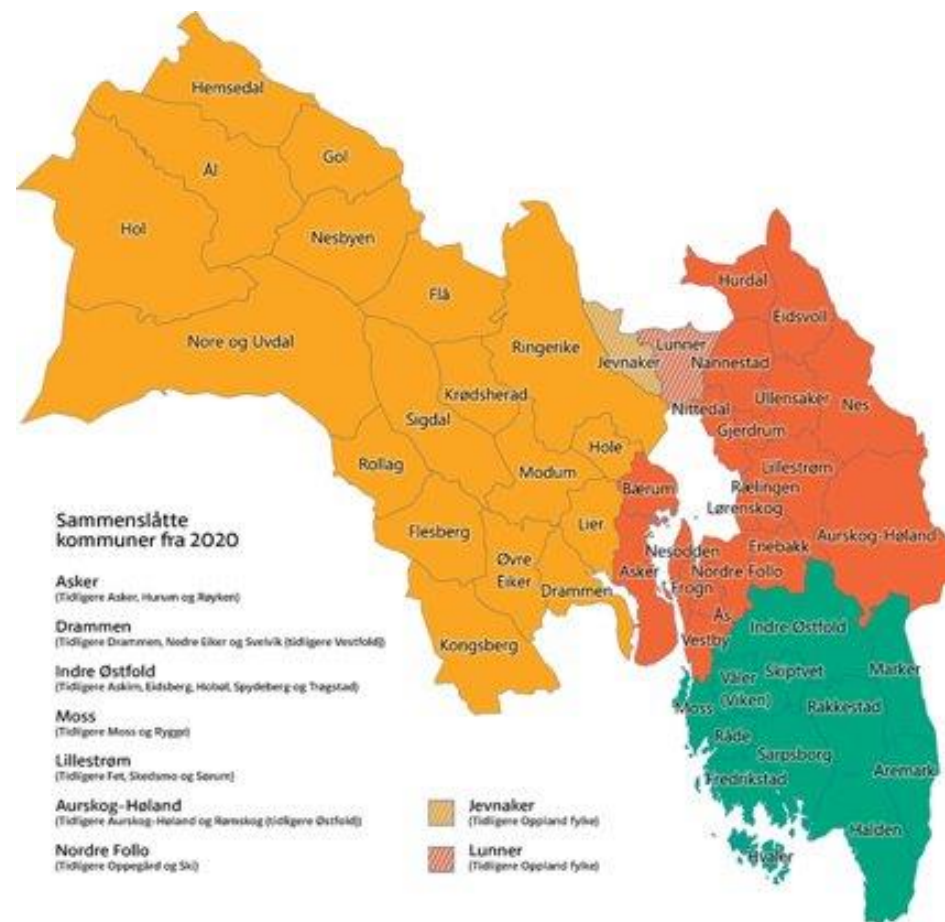 Hemsedal
Ål
Gol
Hol
Nesbyen
Flå
Nore og Uvdal
Ringerike
Krødsherad
Sigdal
Rollag
Modum
Hole
Flesberg
Lier
Øvre
Eiker
Drammen
Kongsberg
Jevnaker
Lunner
Hurdal
Eidsvoll
Nannestad
Ullensaker
Nes
Nittedal
Gjerdrum
Lillestrøm
Rælingen
Lørenskog
Aurskog-Høland
Bærum
Asker
Nesodden
Enebakk
Nordre Follo
Frogn
Ås
Vestby
Indre Østfold
Moss
Våler
(Viken)
Skiptvet
Marker
Rakkestad
Råde
Sarpsborg
Fredrikstad
Aremark
Halden
Hvaler
Sammenslåtte
kommuner fra 2020
Asker
(Tidligere Asker, Hurum og Røyken)
Drammen
(Tidligere Drammen, Nedre Eiker og Svelvik (tidligere Vestfold))
Indre Østfold
(Tidligere Askim, Eidsberg, Hobøl, Spydeberg og Trøgstad)
Moss
(Tidligere Moss og Rygge)
Lillestrøm
(Tidligere Fet, Skedsmo og Sørum)
Aurskog-Høland
(Tidligere Aurskog-Høland og Rømskog (tidligere Østfold))
Nordre Follo
(Tidligere Oppegård og Ski)
Jevnaker
(Tidligere Oppland fylke)
Lunner
(Tidligere Oppland fylke)